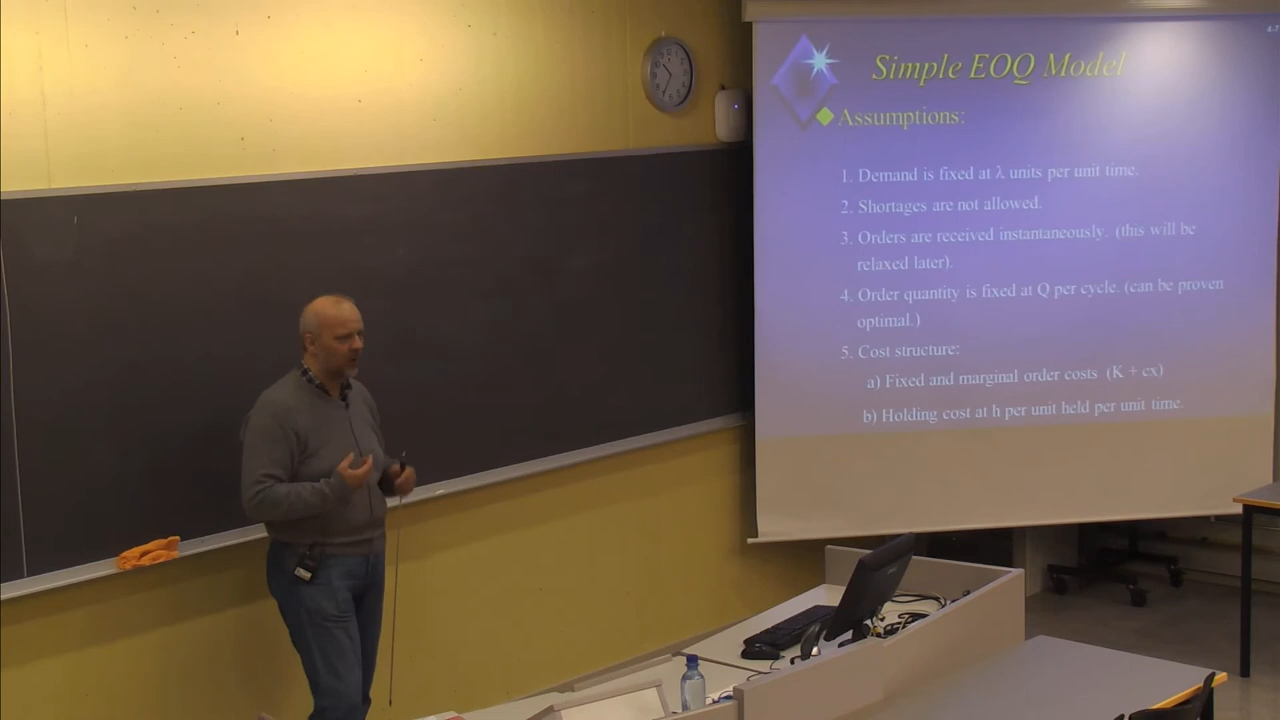 4-7
Simple EOQ Model
Assumptions:
1. Demand is fixed at λ units per unit time.
2. Shortages are not allowed.
3. Orders are received instantaneously. (this will be
relaxed later).
4. Order quantity is fixed at Q per cycle. (can be proven
optimal.)
5. Cost structure:
a) Fixed and marginal order costs (K + cx)
b) Holding cost at h per unit held per unit time.